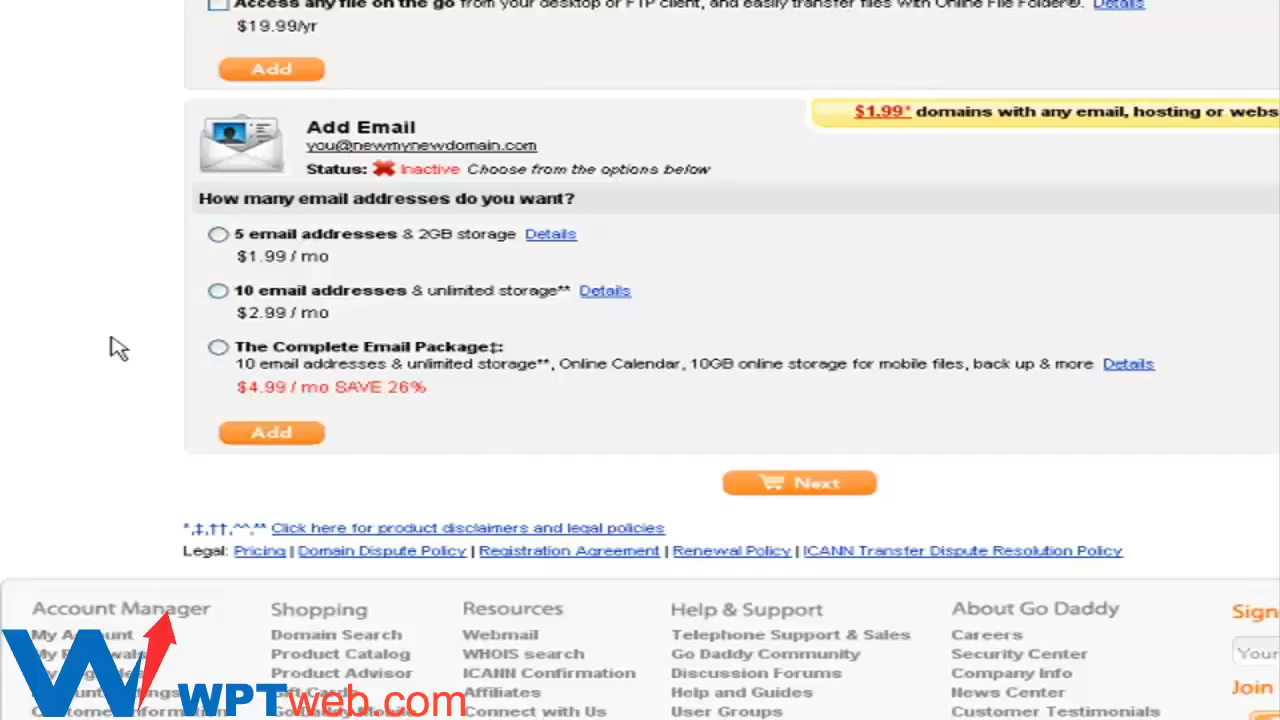 Access any file on the go from your desktop or FTP client, and easily transfer files with Online File Folder®. Details
$19.99/yr
Add
$1.99* domains with any email, hosting or webs
Add Email
you@newmynewdomain.com
Status: Inactive Choose from the options below
How many email addresses do you want?
5 email addresses & 2GB storage Details
$1.99 / mo
10 email addresses & unlimited storage** Details
$2.99 / mo
The Complete Email Package‡:
10 email addresses & unlimited storage**, Online Calendar, 10GB online storage for mobile files, back up & more Details
$4.99 / mo SAVE 26%
Add
Next
*,‡,††,^^,** Click here for product disclaimers and legal policies
Legal: Pricing | Domain Dispute Policy | Registration Agreement | Renewal Policy | ICANN Transfer Dispute Resolution Policy
Account Manager Shopping Resources Help & Support About Go Daddy Sign
My Account Domain Search Webmail Telephone Support & Sales Careers
Product Catalog WHOIS search Go Daddy Community Security Center Your
Product Advisor ICANN Confirmation Discussion Forums Company Info
Affiliates Help and Guides News Center Join
Connect with Us User Groups Customer Testimonials
WPTweb.com